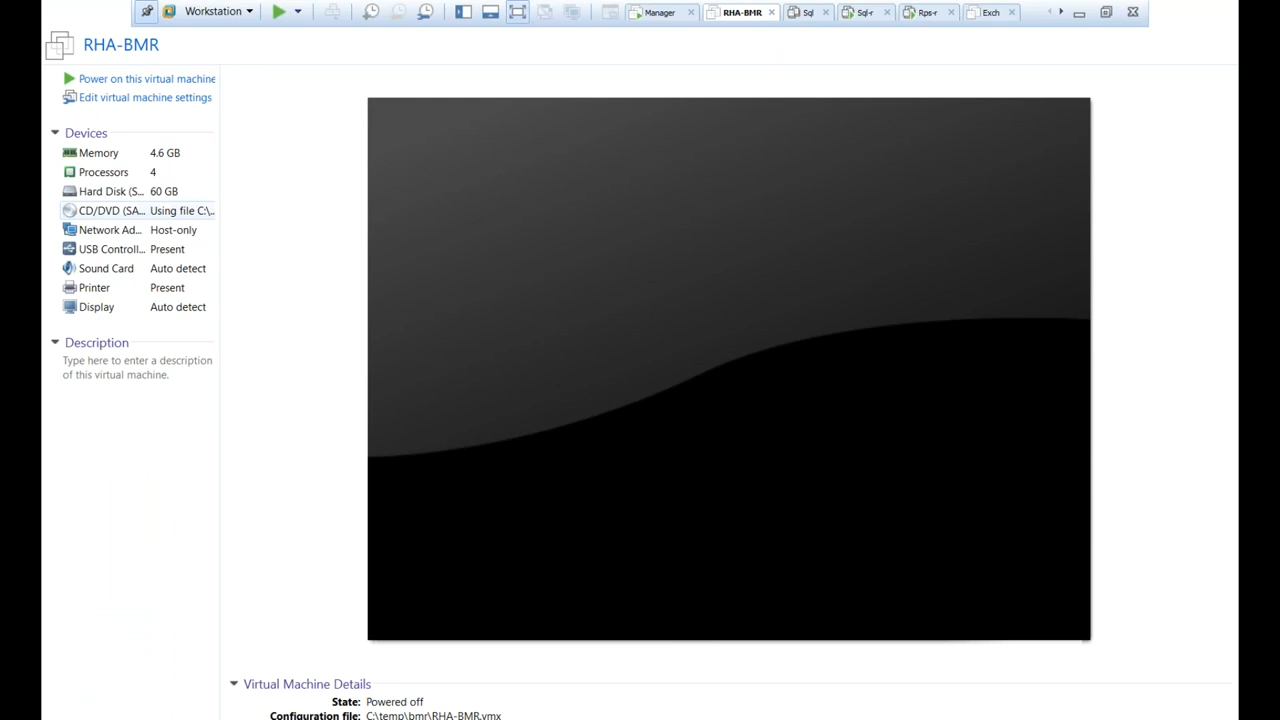 Workstation Manager RHA-BMR Sql Sql-r Rps-r Exch
RHA-BMR
Power on this virtual machine
Edit virtual machine settings
Devices
Memory 4.6 GB
Processors 4
Hard Disk (S... 60 GB
CD/DVD (SA... Using file C:\..
Network Ad... Host-only
USB Controll... Present
Sound Card Auto detect
Printer Present
Display Auto detect
Description
Type here to enter a description
of this virtual machine.
Virtual Machine Details
State: Powered off
Configuration file: C:\temp\bmr\RHA-BMR.vmx